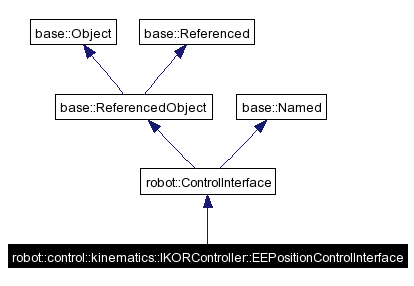 base::Object
base::Referenced
base::ReferencedObject
base::Named
robot::ControlInterface
robot::control::kinematics::IKORController::EEPositionControlInterface